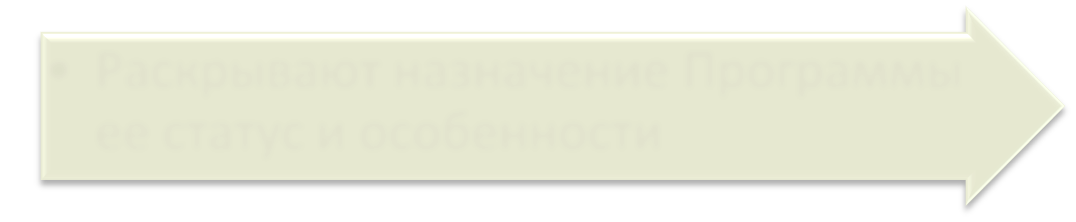 • Раскрывают назначение Программы
ее статус и особенности